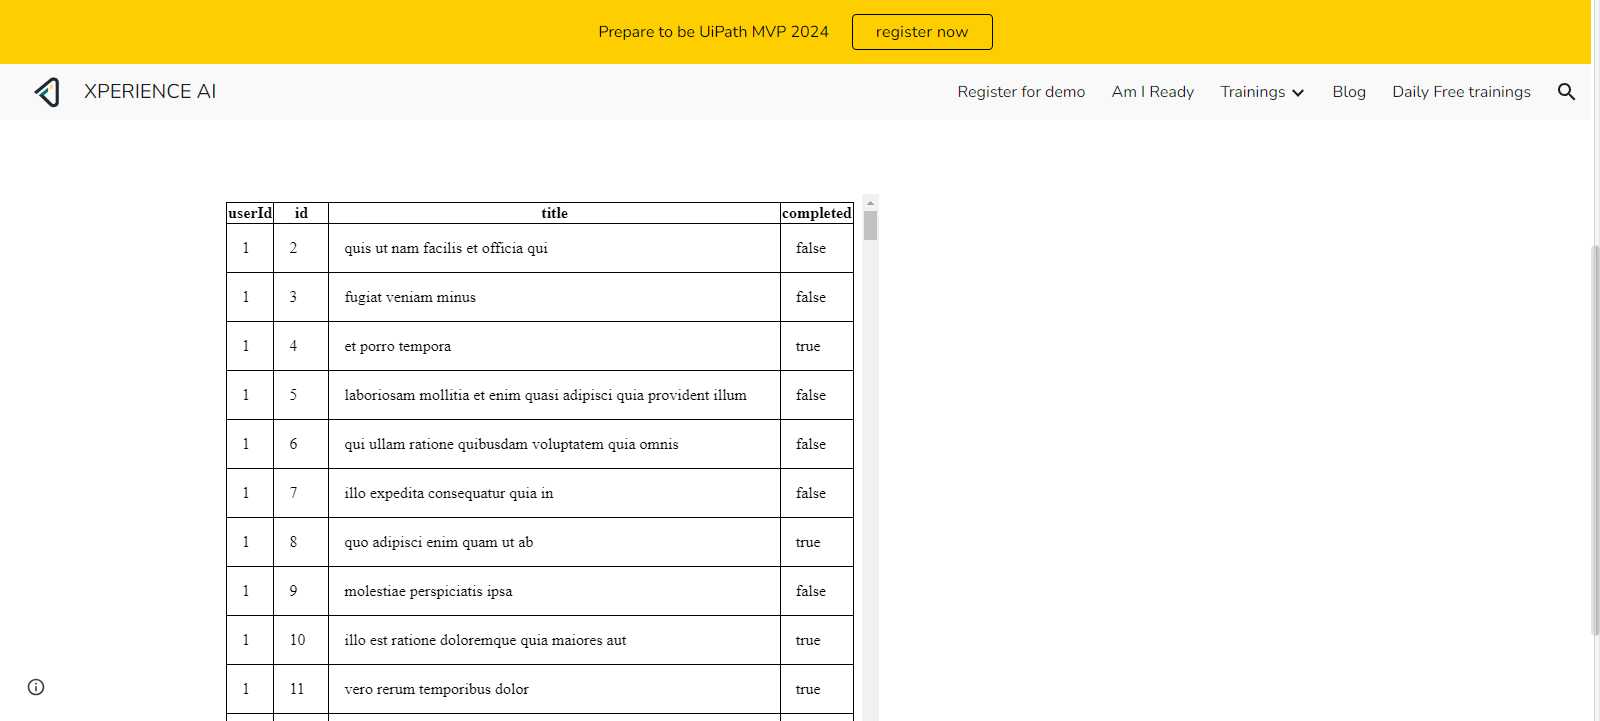 Prepare to be UiPath MVP 2024 register now
XPERIENCE AI Register for demo Am I Ready Trainings Blog Daily Free trainings
userId id title completed
1 2 quis ut nam facilis et officia qui false
1 3 fugiat veniam minus false
1 4 et porro tempora true
1 5 laboriosam mollitia et enim quasi adipisci quia provident illum false
1 6 qui ullam ratione quibusdam voluptatem quia omnis false
1 7 illo expedita consequatur quia in false
1 8 quo adipisci enim quam ut ab true
1 9 molestiae perspiciatis ipsa false
1 10 illo est ratione doloremque quia maiores aut true
1 11 vero rerum temporibus dolor true